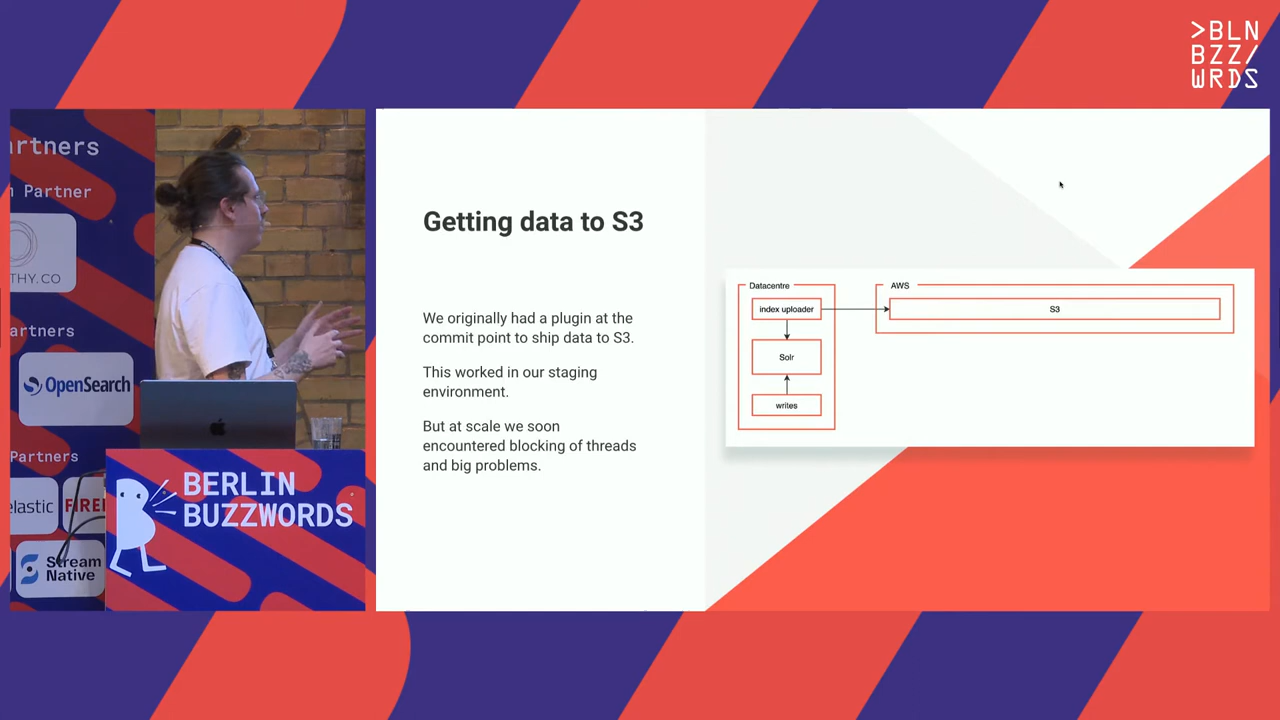 >BLN
BZZ/
WRDS
artners
Partner
THY.CO
artners
OpenSearch
Partners
elastic
FIREB
Stream
Native
BERLIN
BUZZWORDS
Getting data to S3
We originally had a plugin at the
commit point to ship data to S3.
This worked in our staging
environment.
But at scale we soon
encountered blocking of threads
and big problems.
Datacentre
index uploader
Solr
writes
AWS
S3